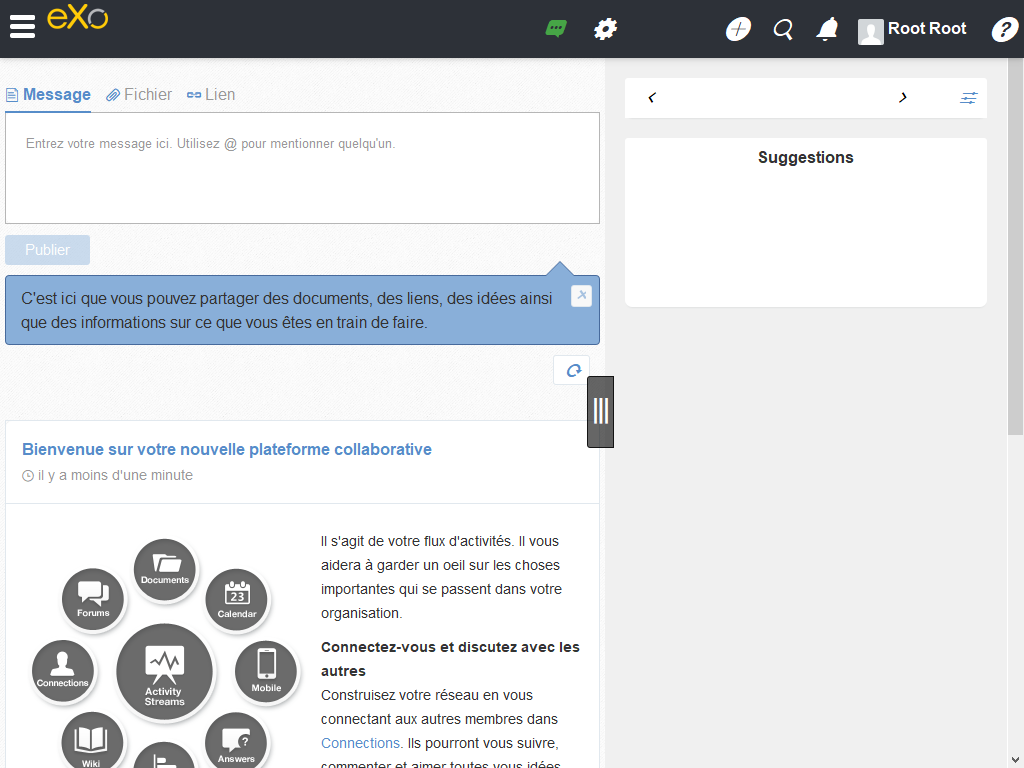 eXo
Root Root
?
Message Fichier Lien
Entrez votre message ici. Utilisez @ pour mentionner quelqu'un.
Publier
C'est ici que vous pouvez partager des documents, des liens, des idées ainsi
que des informations sur ce que vous êtes en train de faire.
Bienvenue sur votre nouvelle plateforme collaborative
il y a moins d'une minute
Documents
Forums
23
Calendar
Connections
Activity
Streams
Mobile
Wiki
?
Answers
Il s'agit de votre flux d'activités. Il vous
aidera à garder un oeil sur les choses
importantes qui se passent dans votre
organisation.
Connectez-vous et discutez avec les
autres
Construisez votre réseau en vous
connectant aux autres membres dans
Connections. Ils pourront vous suivre,
commenter et aimer toutes vous idées,
Suggestions